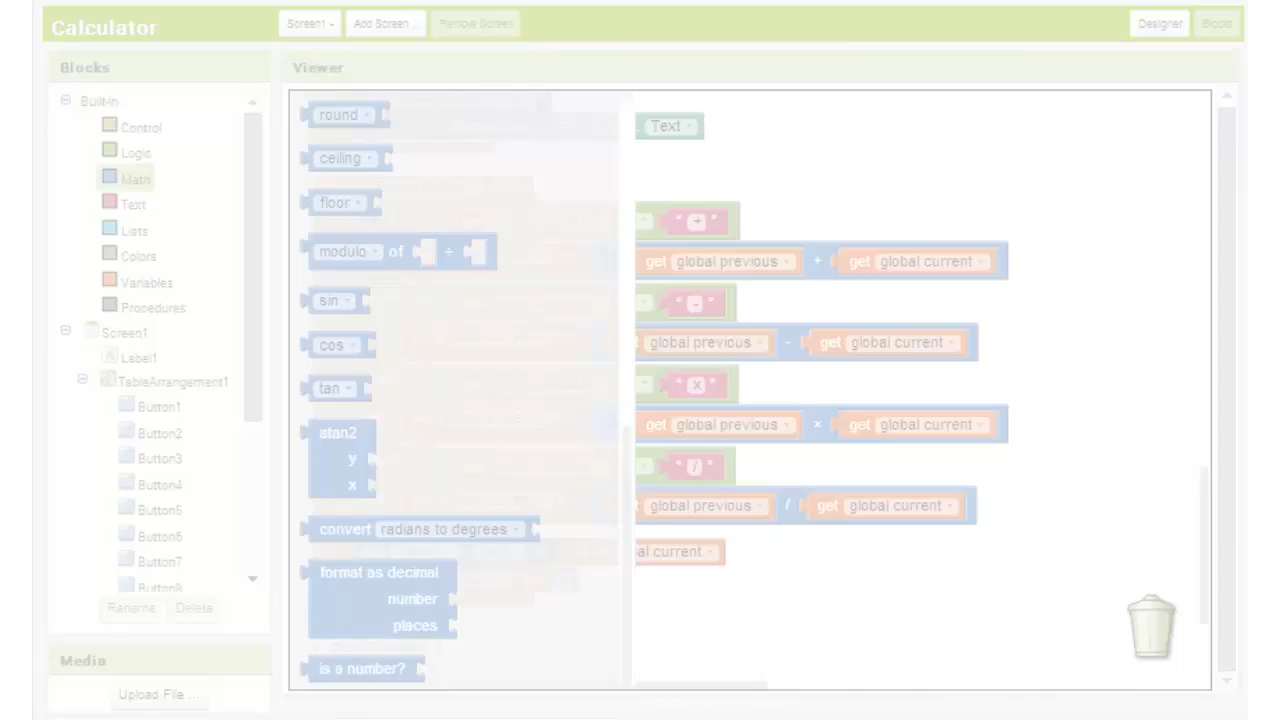 Calculator Screen1 Add Screen ... Remove Screen Designer Blocks
Blocks
Viewer
Built-in
Control
Logic
Math
Text
Lists
Colors
Variables
Procedures
Screen1
Label1
TableArrangement1
Button1
Button2
Button3
Button4
Button5
Button6
Button7
Button8
Rename Delete
Media
Upload File ...
round
ceiling
floor
modulo of ÷
sin
cos
tan
atan2
y
x
convert radians to degrees
format as decimal
number
places
is a number?
. Text
" + "
get global previous + get global current
" - "
global previous - get global current
" x "
get global previous × get global current
" / "
global previous / get global current
al current